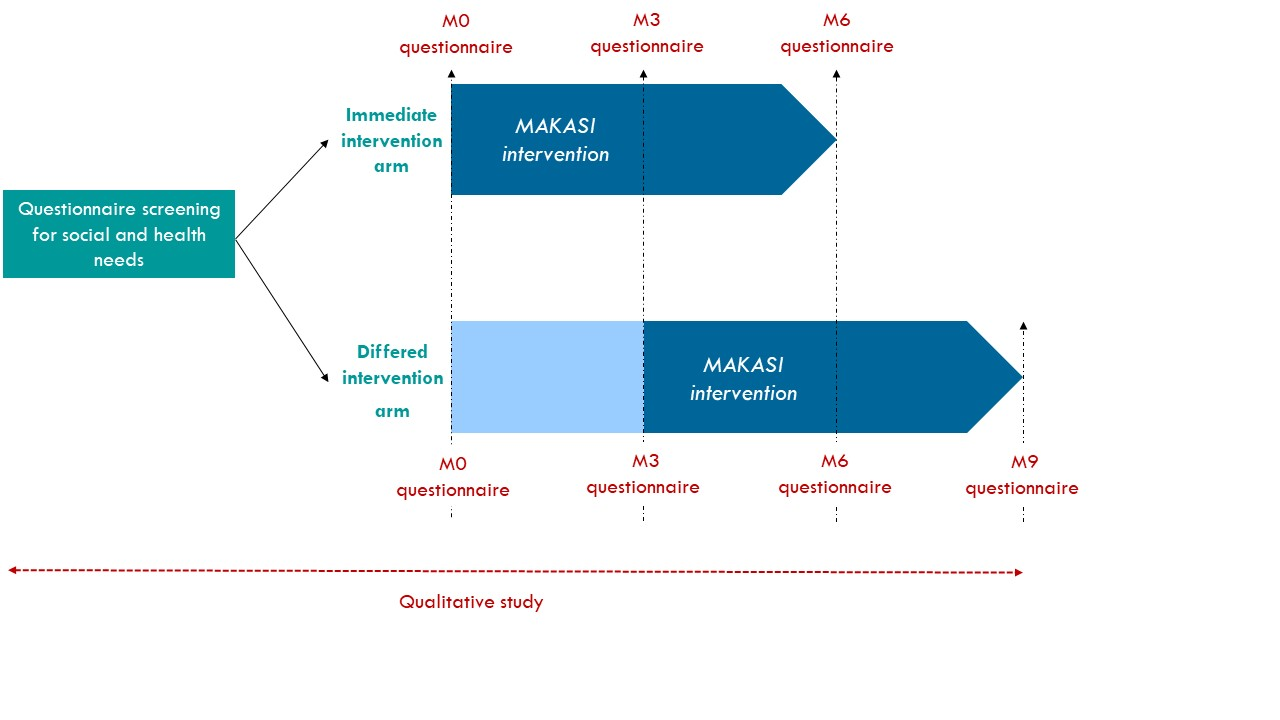 M0
questionnaire
M3
questionnaire
M6
questionnaire
Immediate
intervention
arm
MAKASI
intervention
Questionnaire screening
for social and health
needs
Differed
intervention
arm
MAKASI
intervention
M0
questionnaire
M3
questionnaire
M6
questionnaire
M9
questionnaire
Qualitative study